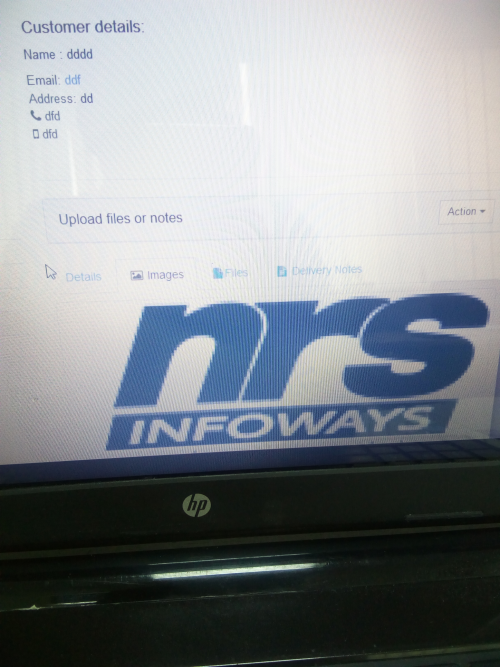 Customer details:
Name : dddd
Email: ddf
Address: dd
dfd
dfd
Upload files or notes
Action
Details
Images
Files
Delivery Notes
nrs
INFOWAYS
hp